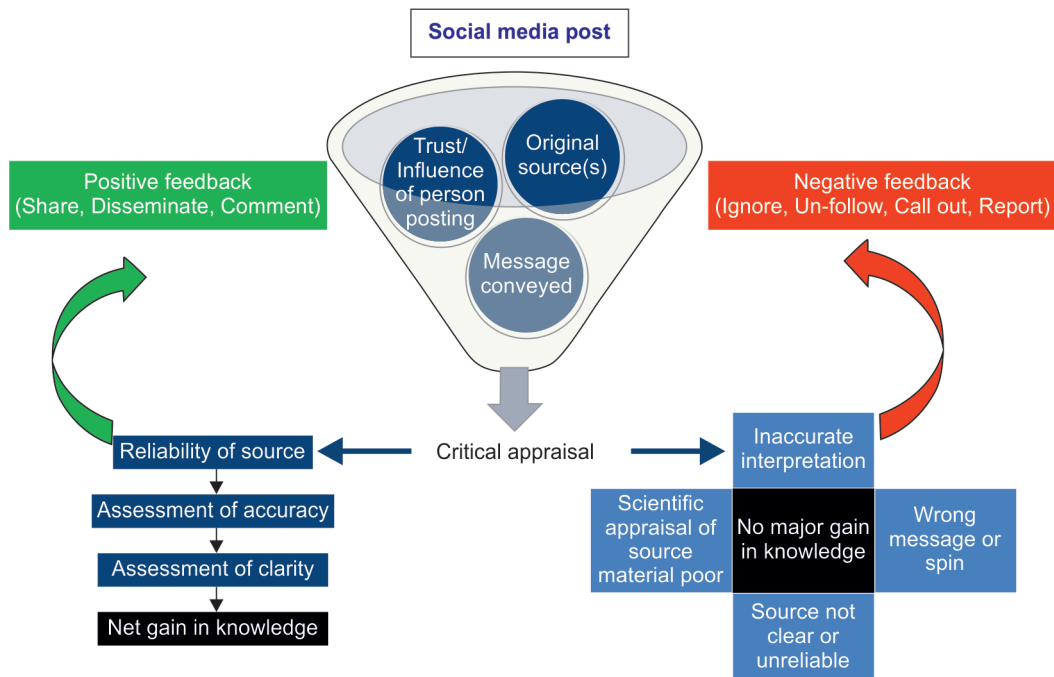 Social media post
Trust/
Influence
of person
posting
Original
source(s)
Message
conveyed
Positive feedback
(Share, Disseminate, Comment)
Negative feedback
(Ignore, Un-follow, Call out, Report)
Critical appraisal
Reliability of source
Assessment of accuracy
Assessment of clarity
Net gain in knowledge
Inaccurate
interpretation
Scientific
appraisal of
source
material poor
No major gain
in knowledge
Wrong
message or
spin
Source not
clear or
unreliable